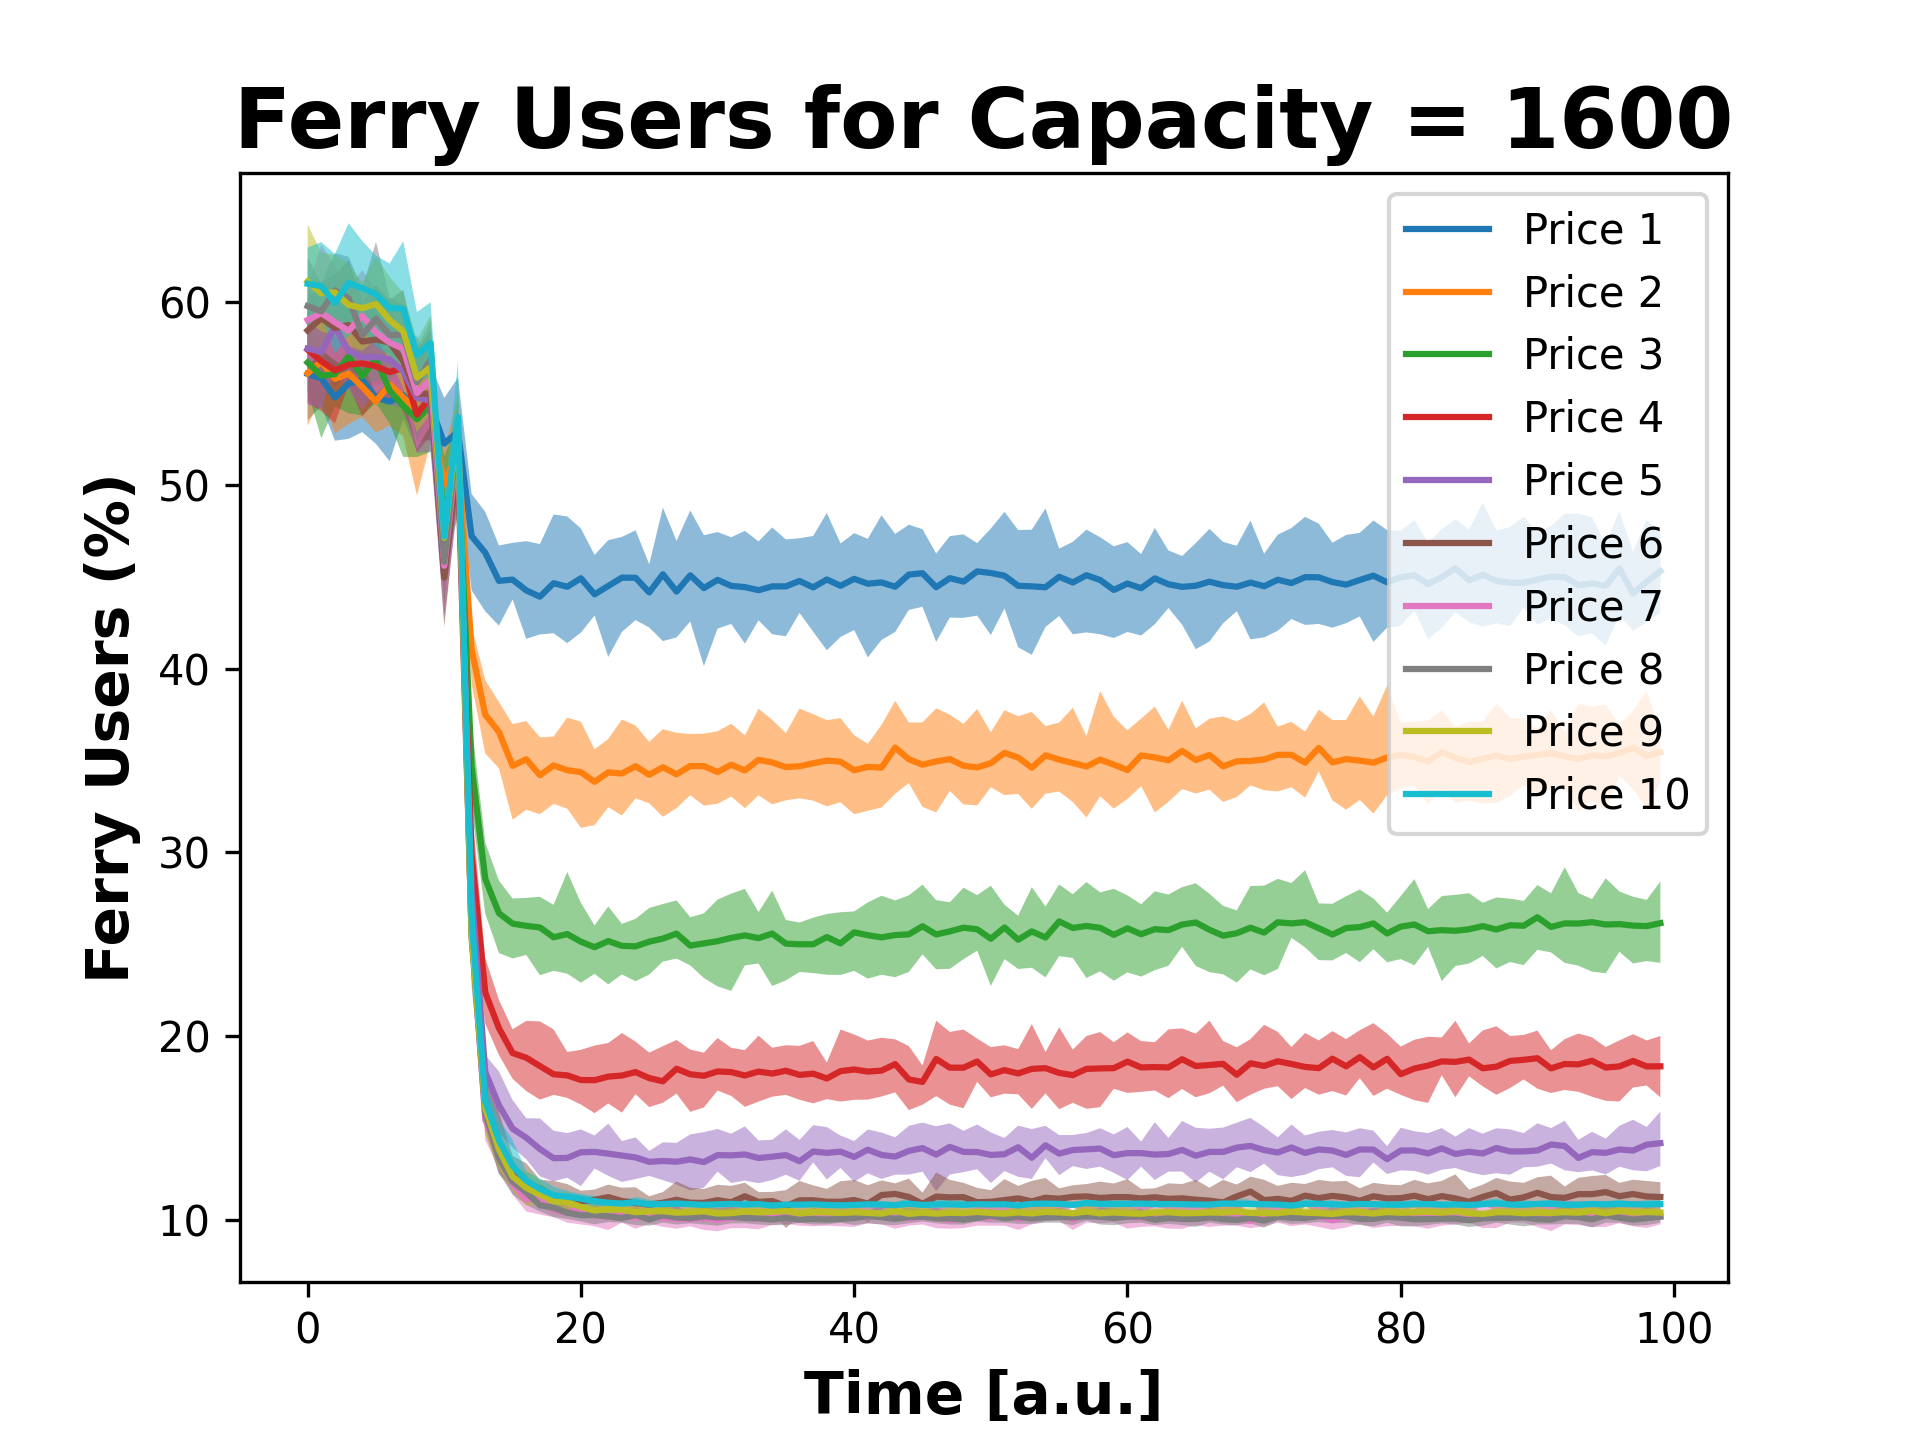 Ferry Users for Capacity = 1600
Ferry Users (%)
60
50
40
30
20
10
Price 1
Price 2
Price 3
Price 4
Price 5
Price 6
Price 7
Price 8
Price 9
Price 10
0 20 40 60 80 100
Time [a.u.]